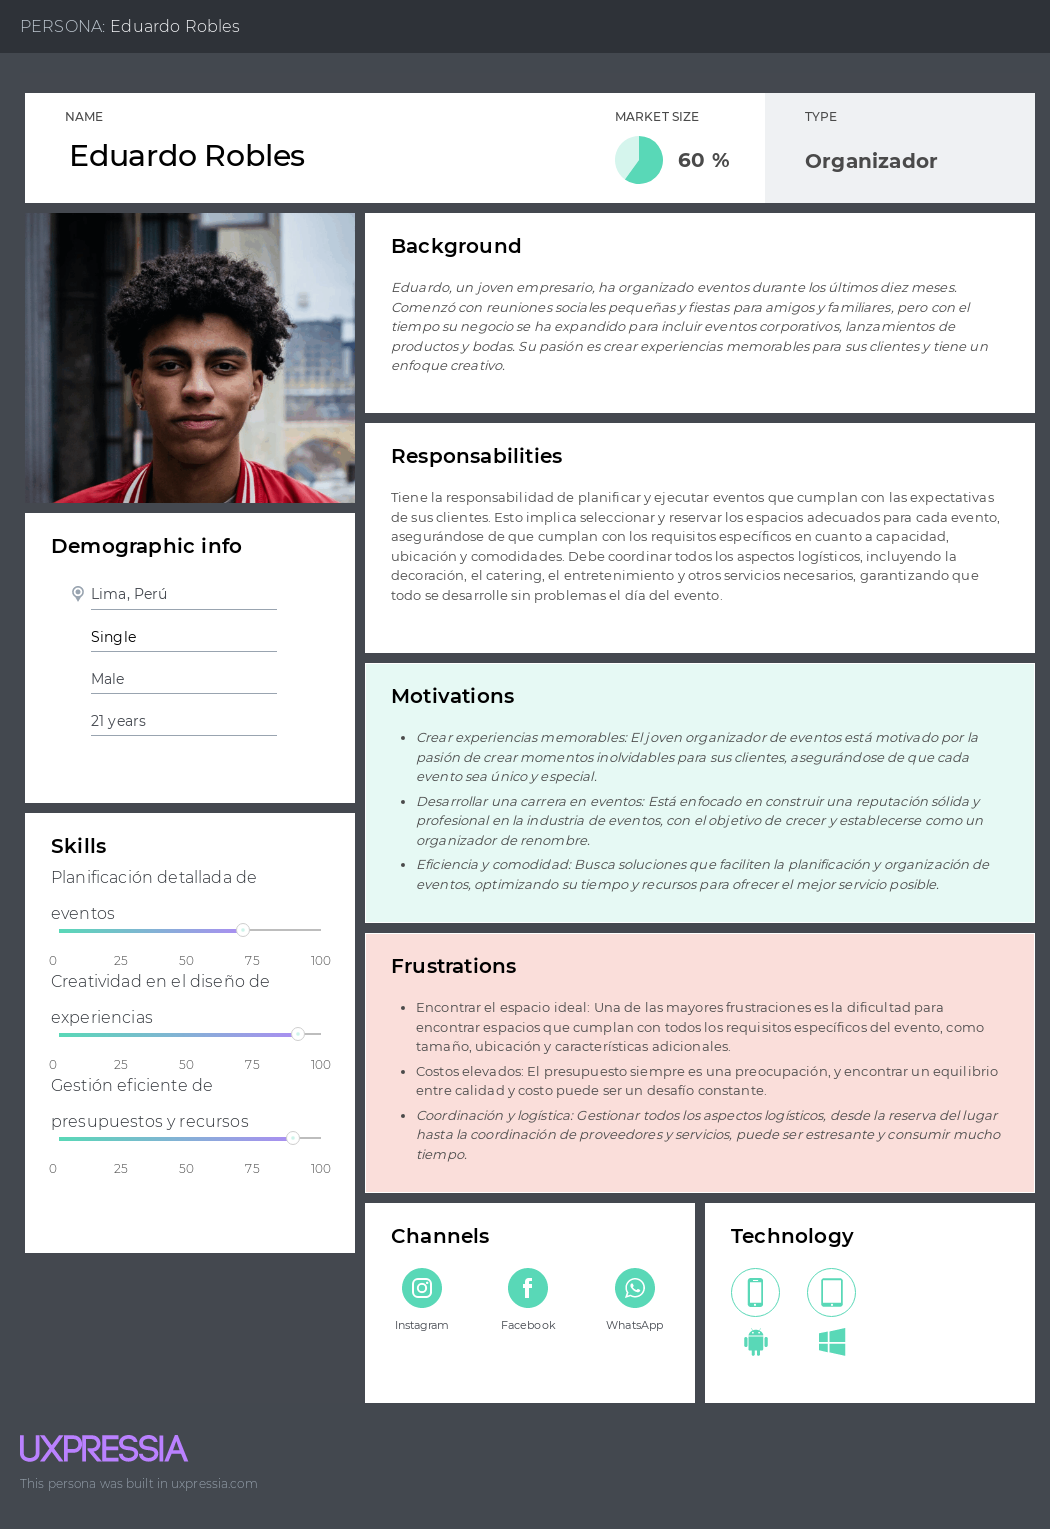 PERSONA: Eduardo Robles
NAME
Eduardo Robles
MARKET SIZE
60 %
TYPE
Organizador
Background
Eduardo, un joven empresario, ha organizado eventos durante los últimos diez meses.
Comenzó con reuniones sociales pequeñas y fiestas para amigos y familiares, pero con el
tiempo su negocio se ha expandido para incluir eventos corporativos, lanzamientos de
productos y bodas. Su pasión es crear experiencias memorables para sus clientes y tiene un
enfoque creativo.
Responsabilities
Tiene la responsabilidad de planificar y ejecutar eventos que cumplan con las expectativas
de sus clientes. Esto implica seleccionar y reservar los espacios adecuados para cada evento,
asegurándose de que cumplan con los requisitos específicos en cuanto a capacidad,
ubicación y comodidades. Debe coordinar todos los aspectos logísticos, incluyendo la
decoración, el catering, el entretenimiento y otros servicios necesarios, garantizando que
todo se desarrolle sin problemas el día del evento.
Demographic info
Lima, Perú
Single
Male
21 years
Motivations
• Crear experiencias memorables: El joven organizador de eventos está motivado por la
pasión de crear momentos inolvidables para sus clientes, asegurándose de que cada
evento sea único y especial.
• Desarrollar una carrera en eventos: Está enfocado en construir una reputación sólida y
profesional en la industria de eventos, con el objetivo de crecer y establecerse como un
organizador de renombre.
• Eficiencia y comodidad: Busca soluciones que faciliten la planificación y organización de
eventos, optimizando su tiempo y recursos para ofrecer el mejor servicio posible.
Skills
Planificación detallada de
eventos
0 25 50 75 100
Creatividad en el diseño de
experiencias
0 25 50 75 100
Gestión eficiente de
presupuestos y recursos
0 25 50 75 100
Frustrations
• Encontrar el espacio ideal: Una de las mayores frustraciones es la dificultad para
encontrar espacios que cumplan con todos los requisitos específicos del evento, como
tamaño, ubicación y características adicionales.
• Costos elevados: El presupuesto siempre es una preocupación, y encontrar un equilibrio
entre calidad y costo puede ser un desafío constante.
• Coordinación y logística: Gestionar todos los aspectos logísticos, desde la reserva del lugar
hasta la coordinación de proveedores y servicios, puede ser estresante y consumir mucho
tiempo.
Channels
Instagram
Facebook
WhatsApp
Technology
UXPRESSIA
This persona was built in uxpressia.com